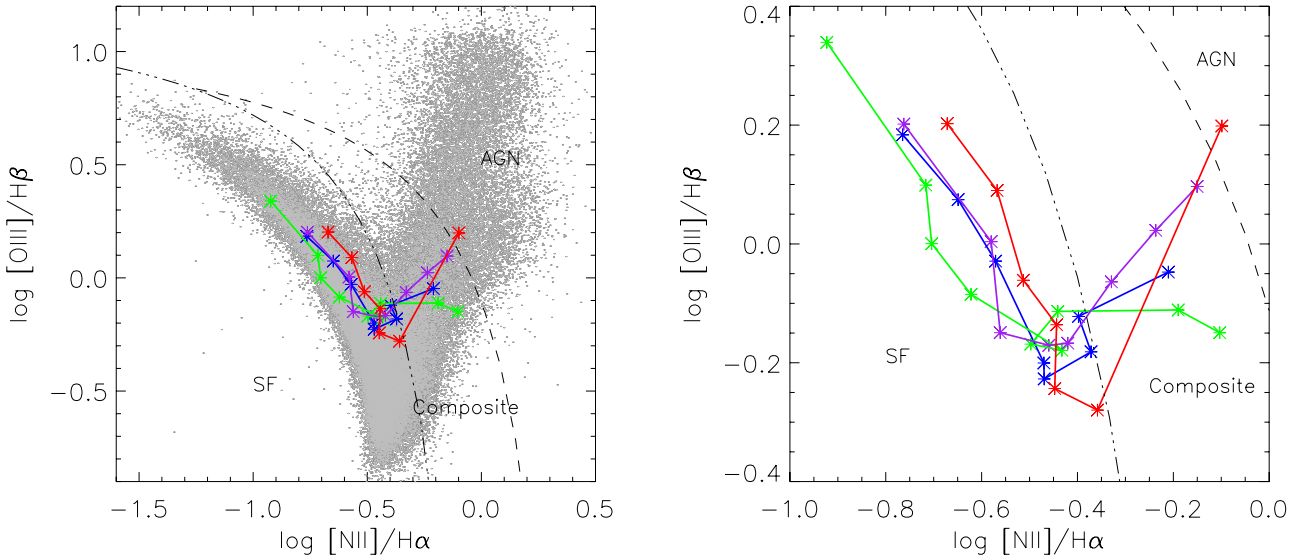 log [OIII]/Hβ
1.0
0.5
0.0
−0.5
AGN
SF
Composite
−1.5 −1.0 −0.5 0.0 0.5
log [NII]/Hα
log [OIII]/Hβ
0.4
0.2
0.0
−0.2
−0.4
AGN
SF
Composite
−1.0 −0.8 −0.6 −0.4 −0.2 0.0
log [NII]/Hα